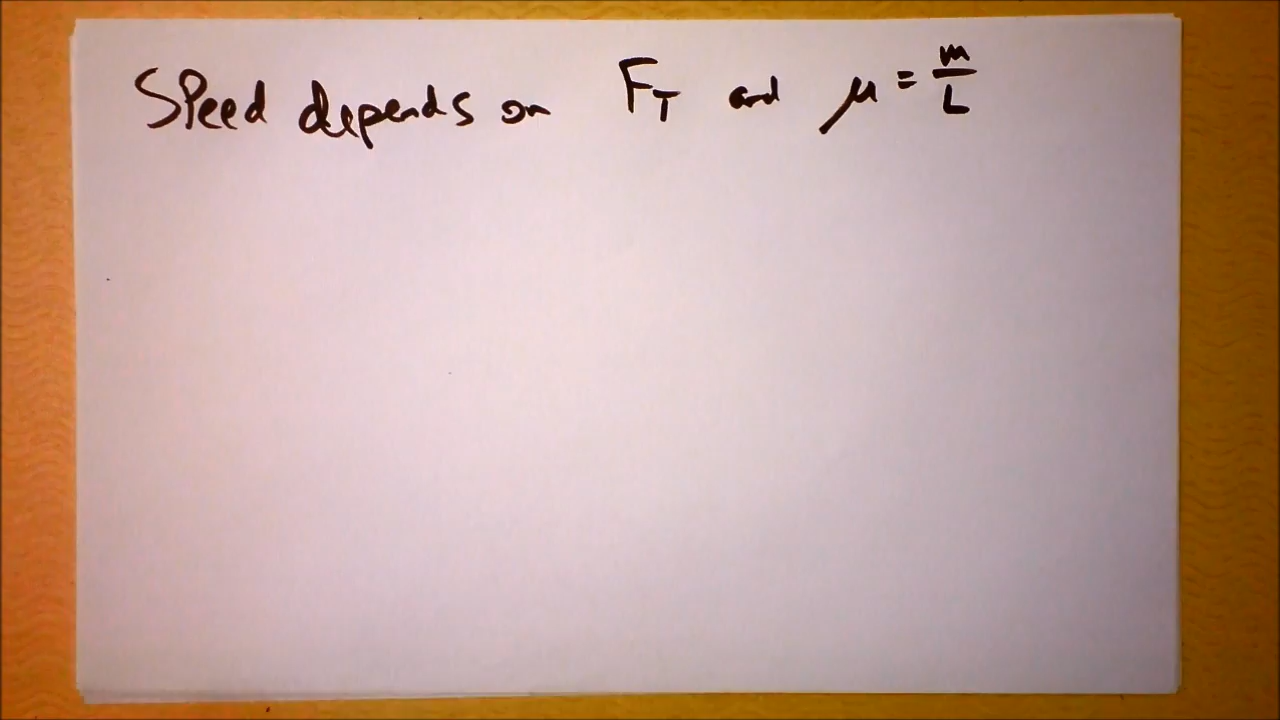 Speed depends on F_T and μ = m/L